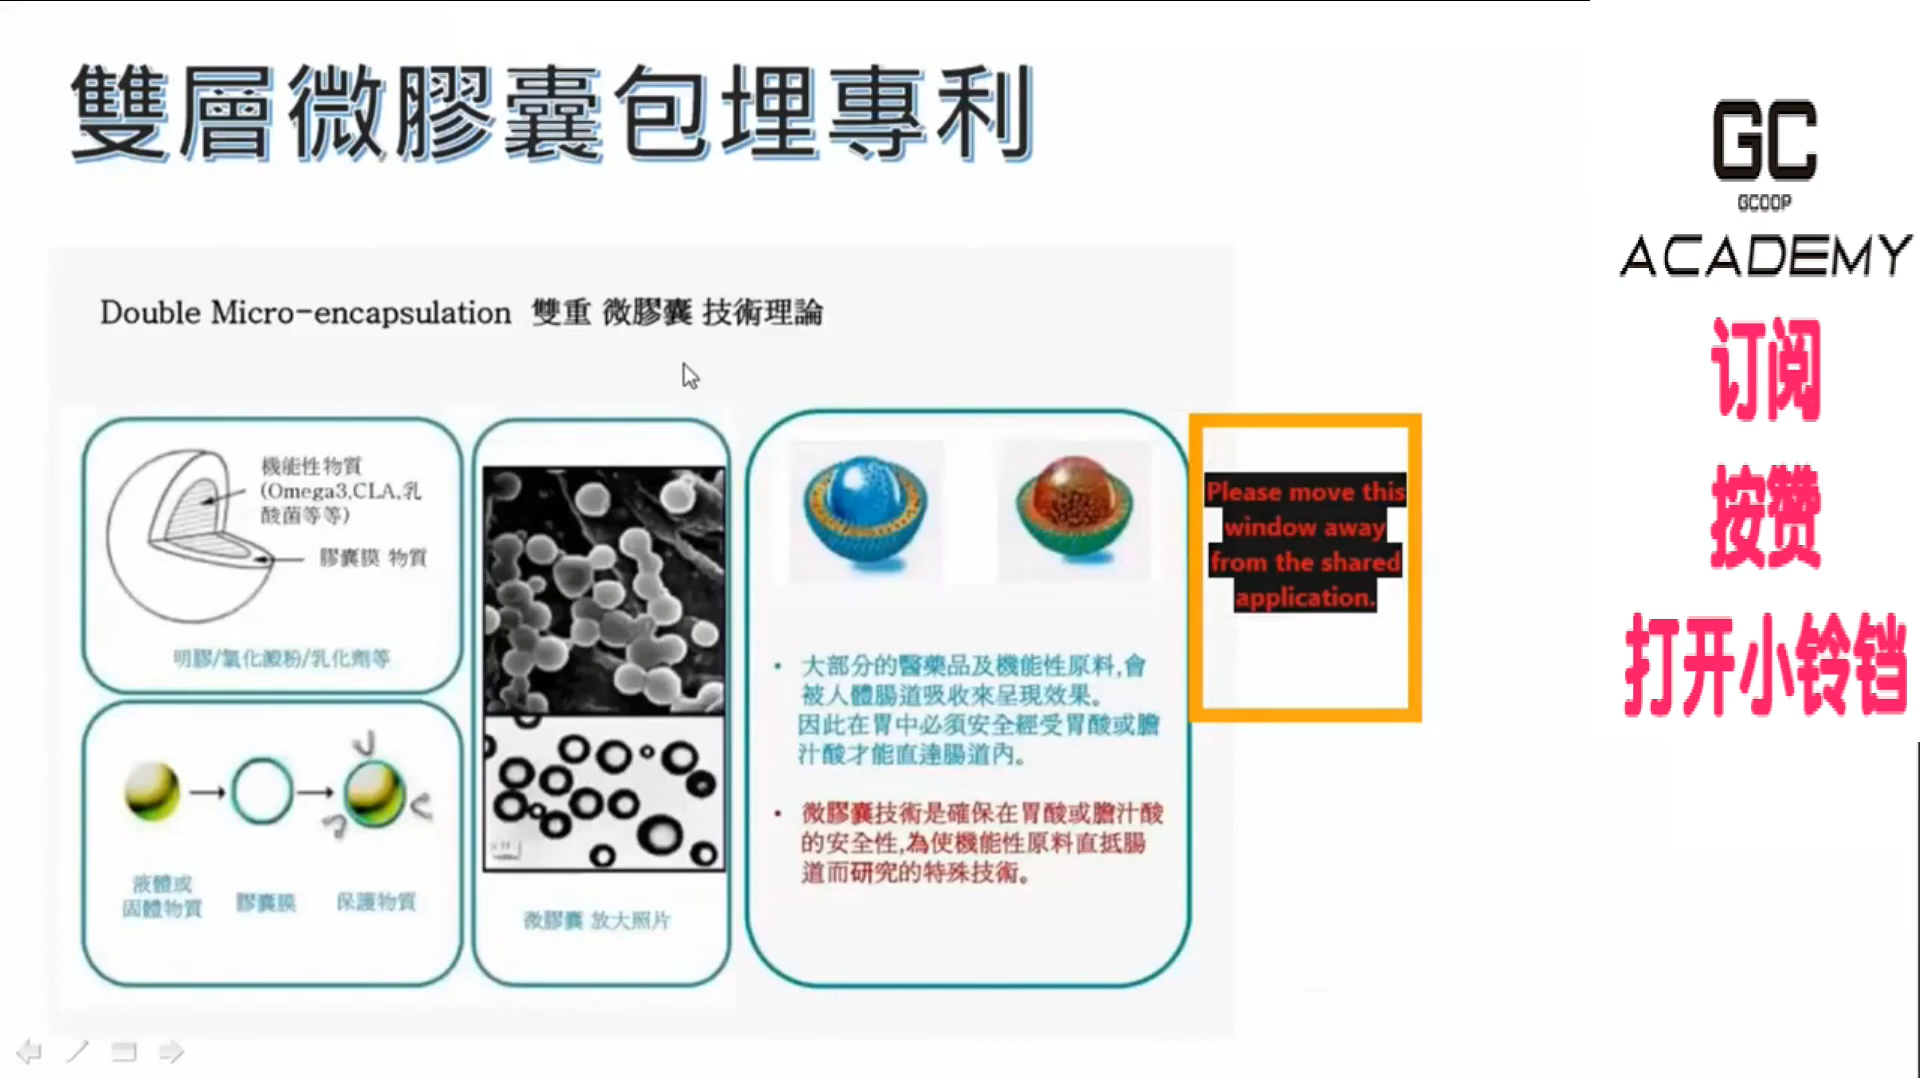 雙層微膠囊包埋專利
Double Micro-encapsulation 雙重 微膠囊 技術理論
機能性物質
(Omega3,CLA,乳
酸菌等等)
膠囊膜 物質
明膠/氧化澱粉/乳化劑等
液體或
固體物質
膠囊膜
保護物質
微膠囊 放大照片
• 大部分的醫藥品及機能性原料,會
被人體腸道吸收來呈現效果。
因此在胃中必須安全經受胃酸或膽
汁酸才能直達腸道內。
• 微膠囊技術是確保在胃酸或膽汁酸
的安全性,為使機能性原料直抵腸
道而研究的特殊技術。
Please move this
window away
from the shared
application.
GC
GCOOP
ACADEMY
订阅
按赞
打开小铃铛